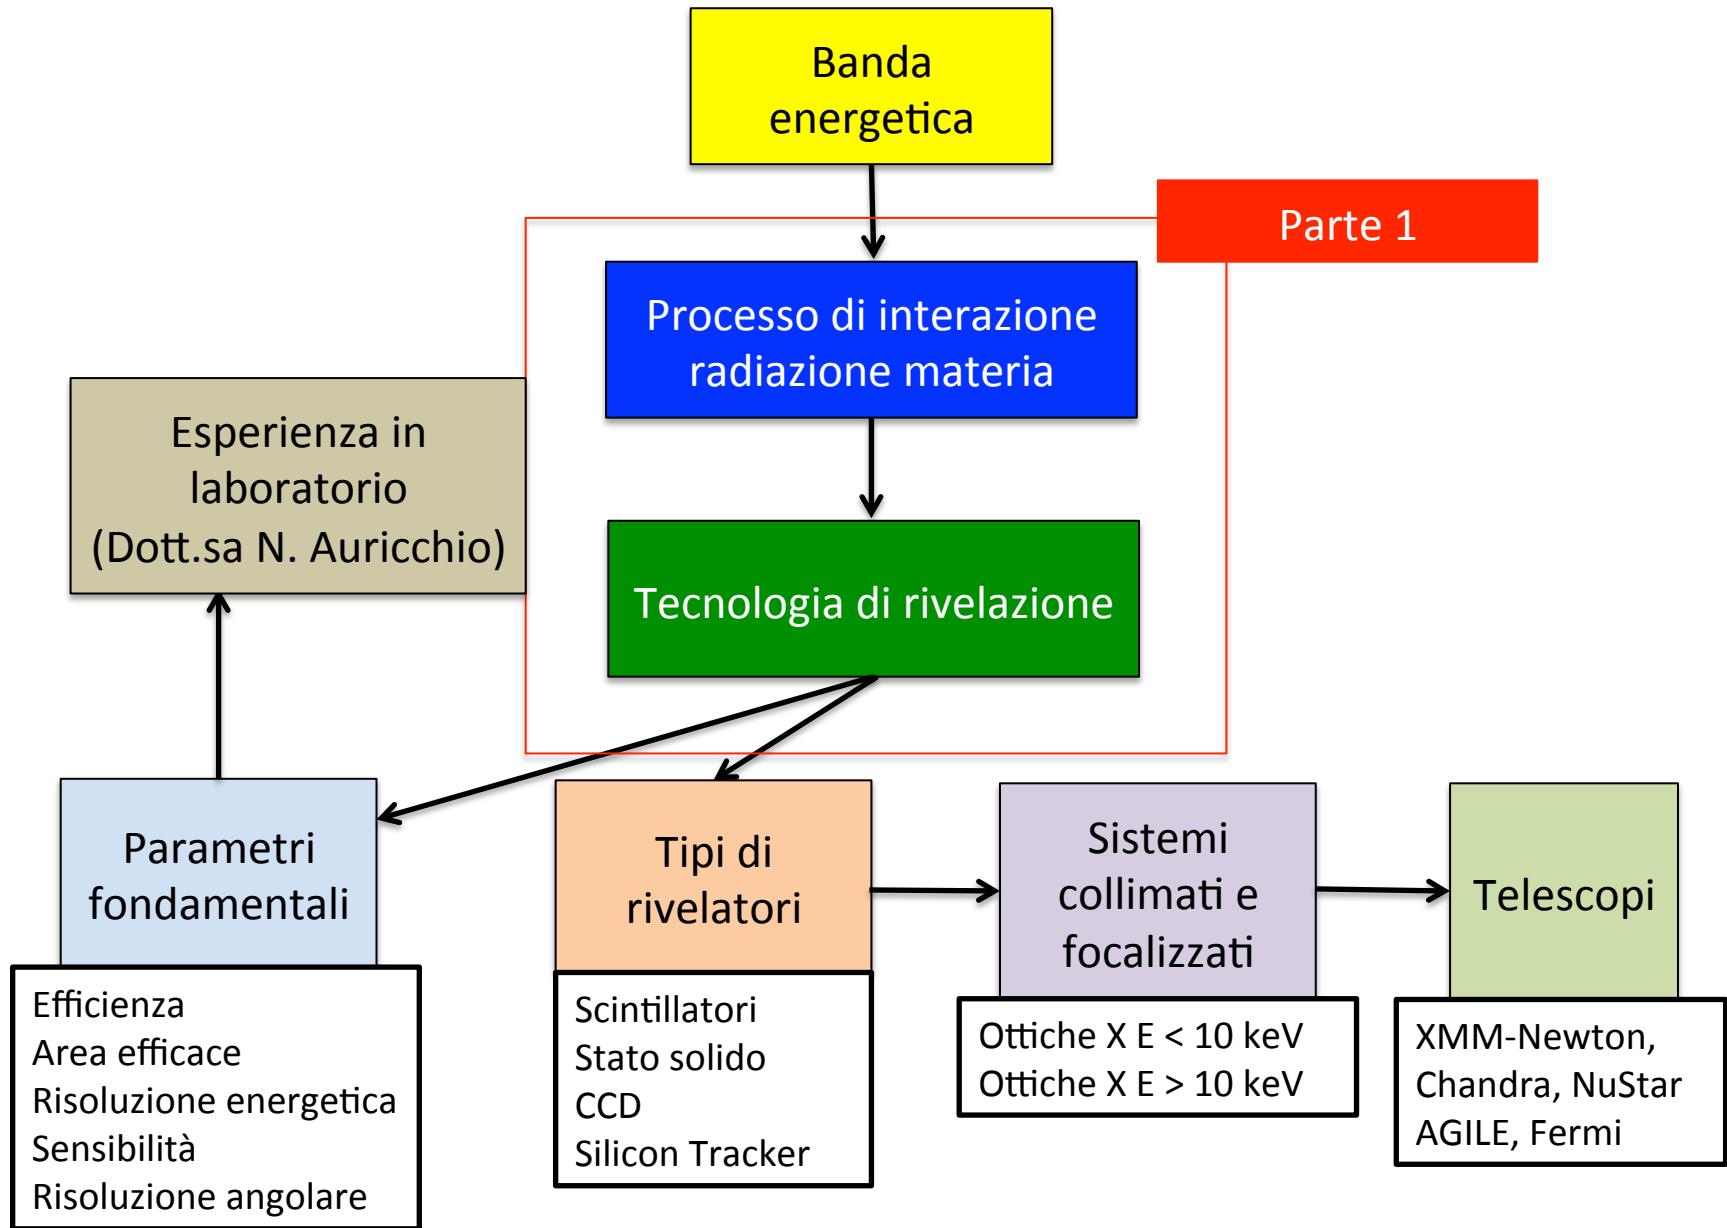 Banda
energetica
Parte 1
Processo di interazione
radiazione materia
Esperienza in
laboratorio
(Dott.sa N. Auricchio)
Tecnologia di rivelazione
Parametri
fondamentali
Efficienza
Area efficace
Risoluzione energetica
Sensibilità
Risoluzione angolare
Tipi di
rivelatori
Scintillatori
Stato solido
CCD
Silicon Tracker
Sistemi
collimati e
focalizzati
Ottiche X E < 10 keV
Ottiche X E > 10 keV
Telescopi
XMM-Newton,
Chandra, NuStar
AGILE, Fermi